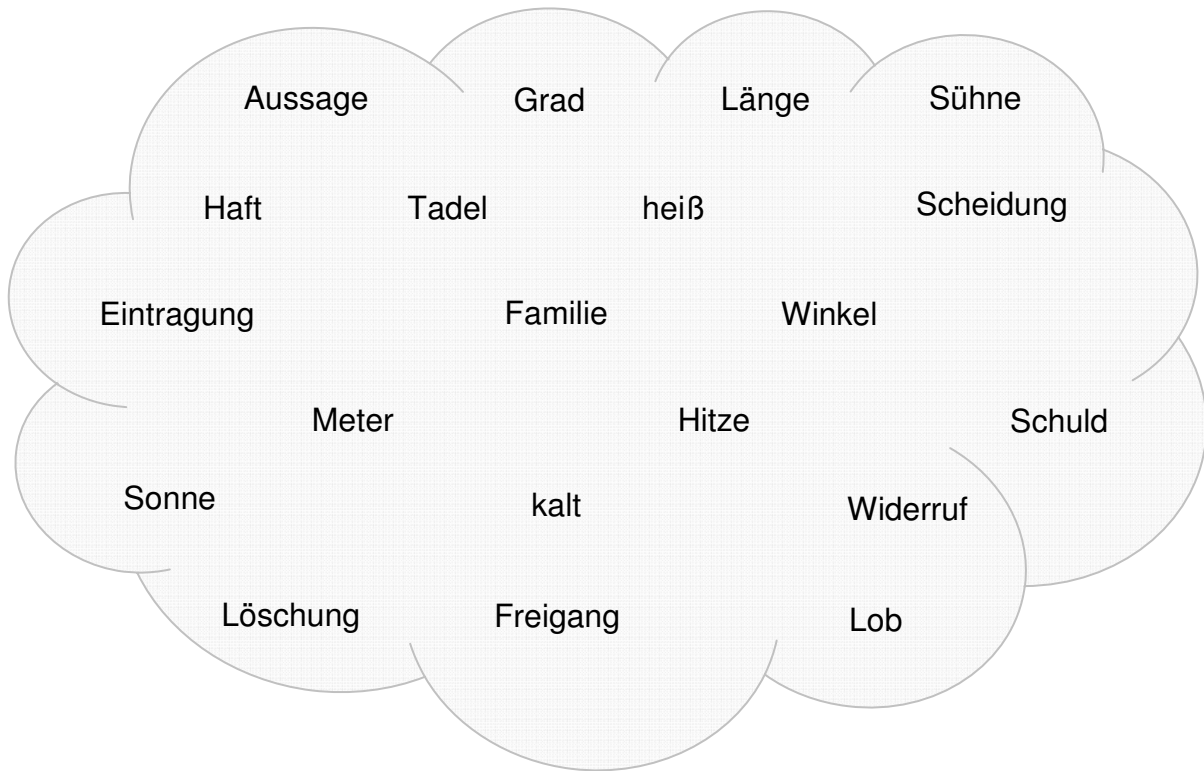 Aussage Grad Länge Sühne
Haft Tadel heiß Scheidung
Eintragung Familie Winkel
Meter Hitze Schuld
Sonne kalt Widerruf
Löschung Freigang Lob